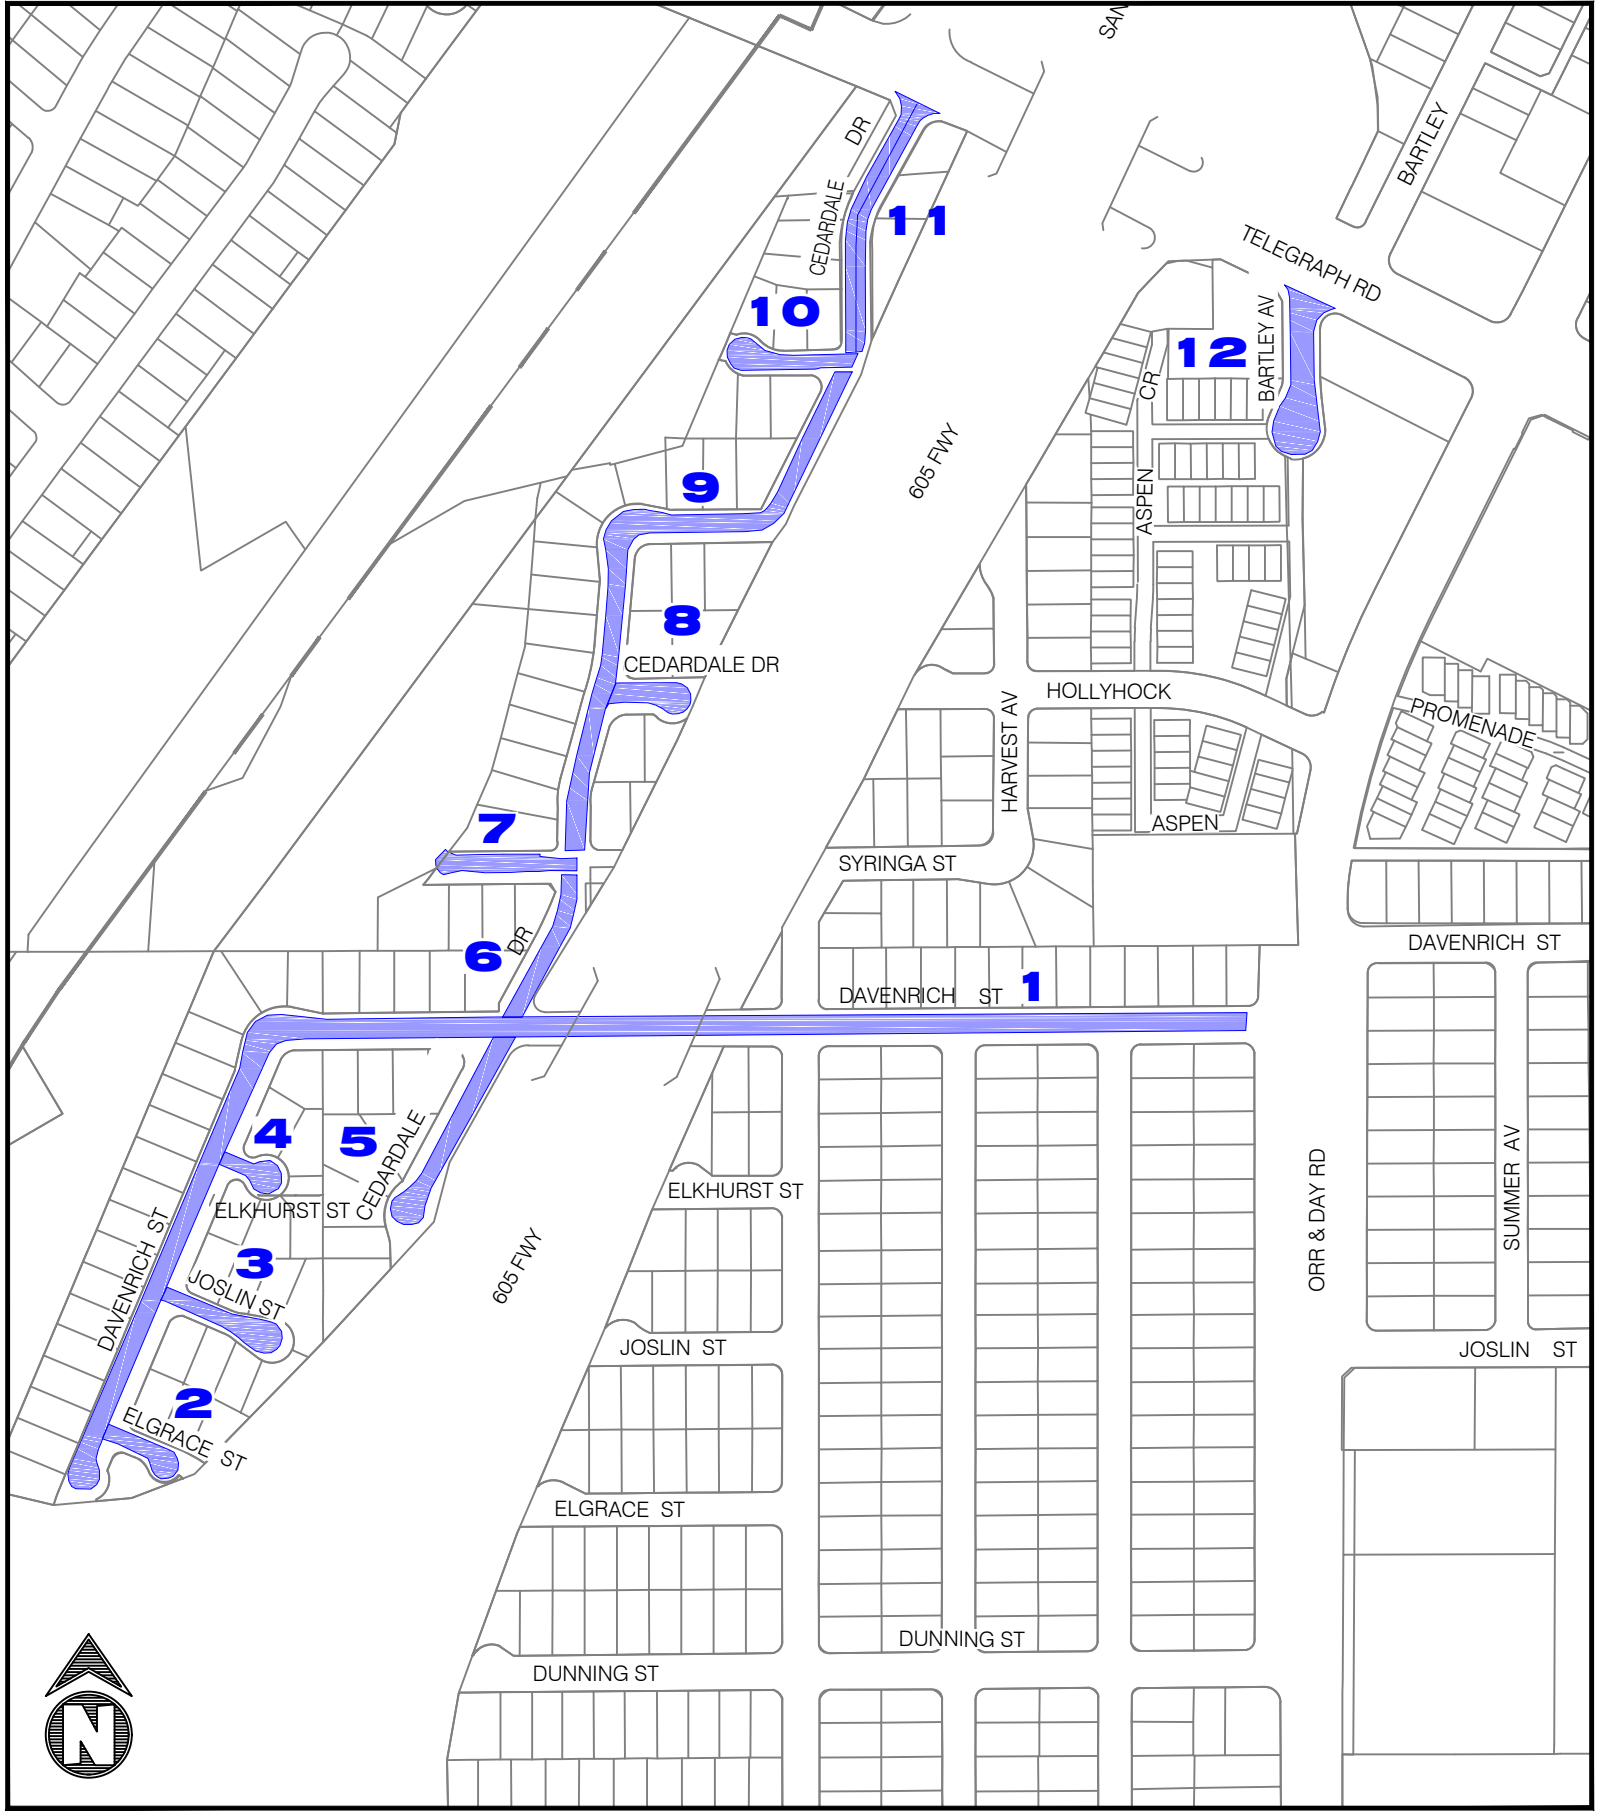 SAN
BARTLEY
DR
CEDARDALE
11
TELEGRAPH RD
10
BARTLEY AV
12
CR
605 FWY
9
ASPEN
8
CEDARDALE DR
HOLLYHOCK
PROMENADE
HARVEST AV
7
ASPEN
SYRINGA ST
DR
6
DAVENRICH ST
DAVENRICH ST
1
4
5
CEDARDALE
ELKHURST ST
ELKHURST ST
SUMMER AV
ORR & DAY RD
DAVENRICH ST
3
JOSLIN ST
605 FWY
JOSLIN ST
JOSLIN ST
2
ELGRACE ST
ELGRACE ST
DUNNING ST
DUNNING ST
N